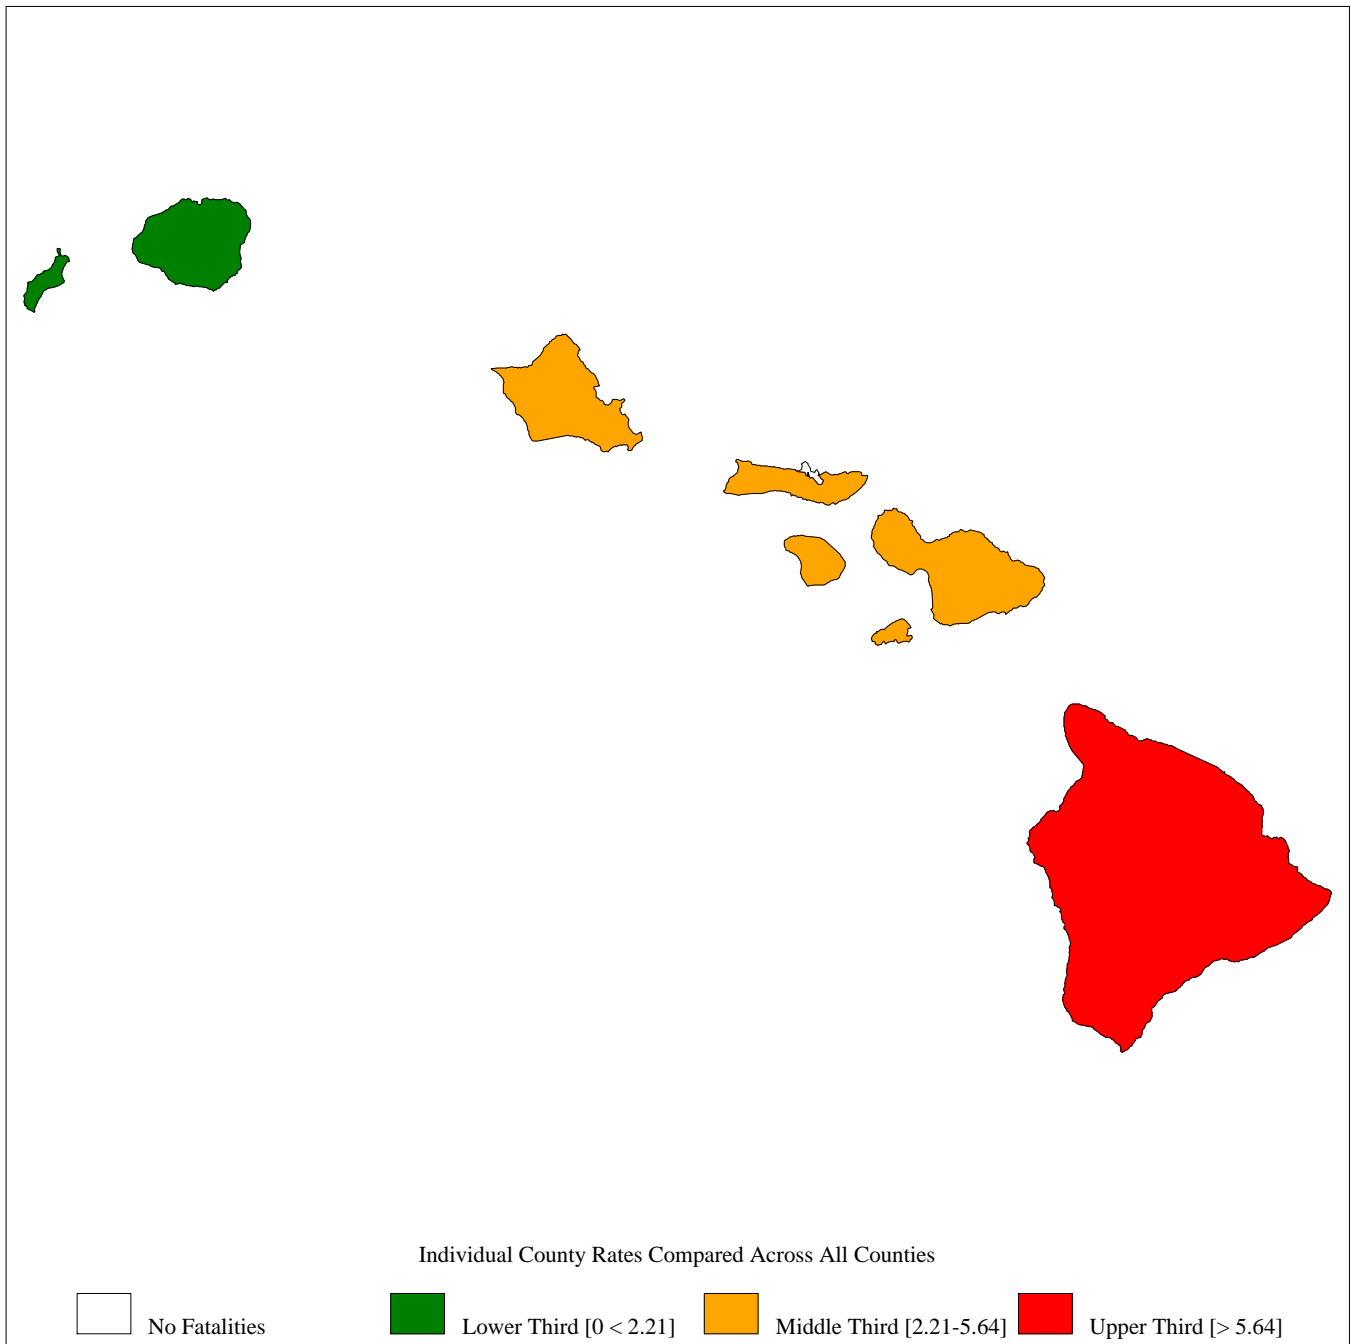 Individual County Rates Compared Across All Counties
No Fatalities Lower Third [0 < 2.21] Middle Third [2.21-5.64] Upper Third [> 5.64]